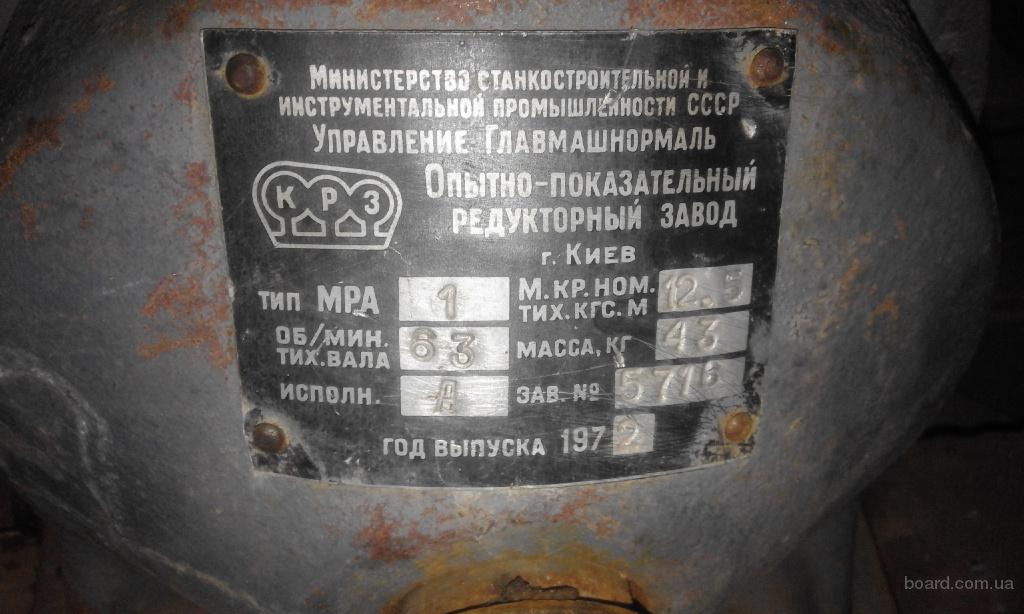 Министерство станкостроительной и
инструментальной промышленности СССР
Управление Главмашнормаль
КРЗ
Опытно-показательный
редукторный завод
г. Киев
тип МРА 1
М.КР.НОМ. ТИХ.КГС.М 12.5
ОБ/МИН. ТИХ.ВАЛА 63
МАССА, КГ 43
ИСПОЛН. А
ЗАВ. № 5716
ГОД ВЫПУСКА 1972
board.com.ua